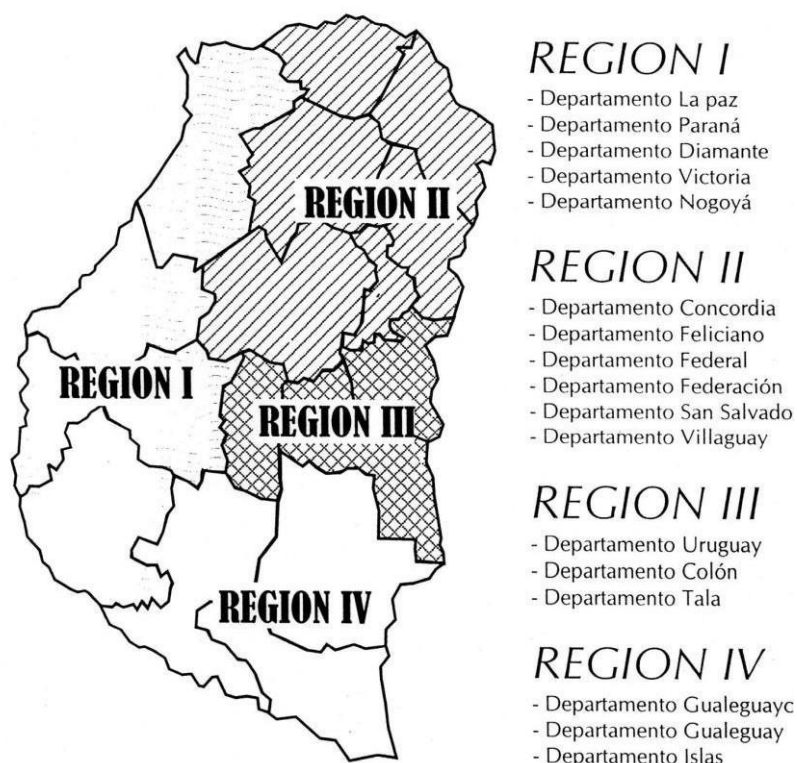 REGION I
- Departamento La paz
- Departamento Paraná
- Departamento Diamante
- Departamento Victoria
- Departamento Nogoyá
REGION II
- Departamento Concordia
- Departamento Feliciano
- Departamento Federal
- Departamento Federación
- Departamento San Salvado
- Departamento Villaguay
REGION III
- Departamento Uruguay
- Departamento Colón
- Departamento Tala
REGION IV
- Departamento Gualeguayc
- Departamento Gualeguay
- Departamento Islas
REGION II
REGION I
REGION III
REGION IV